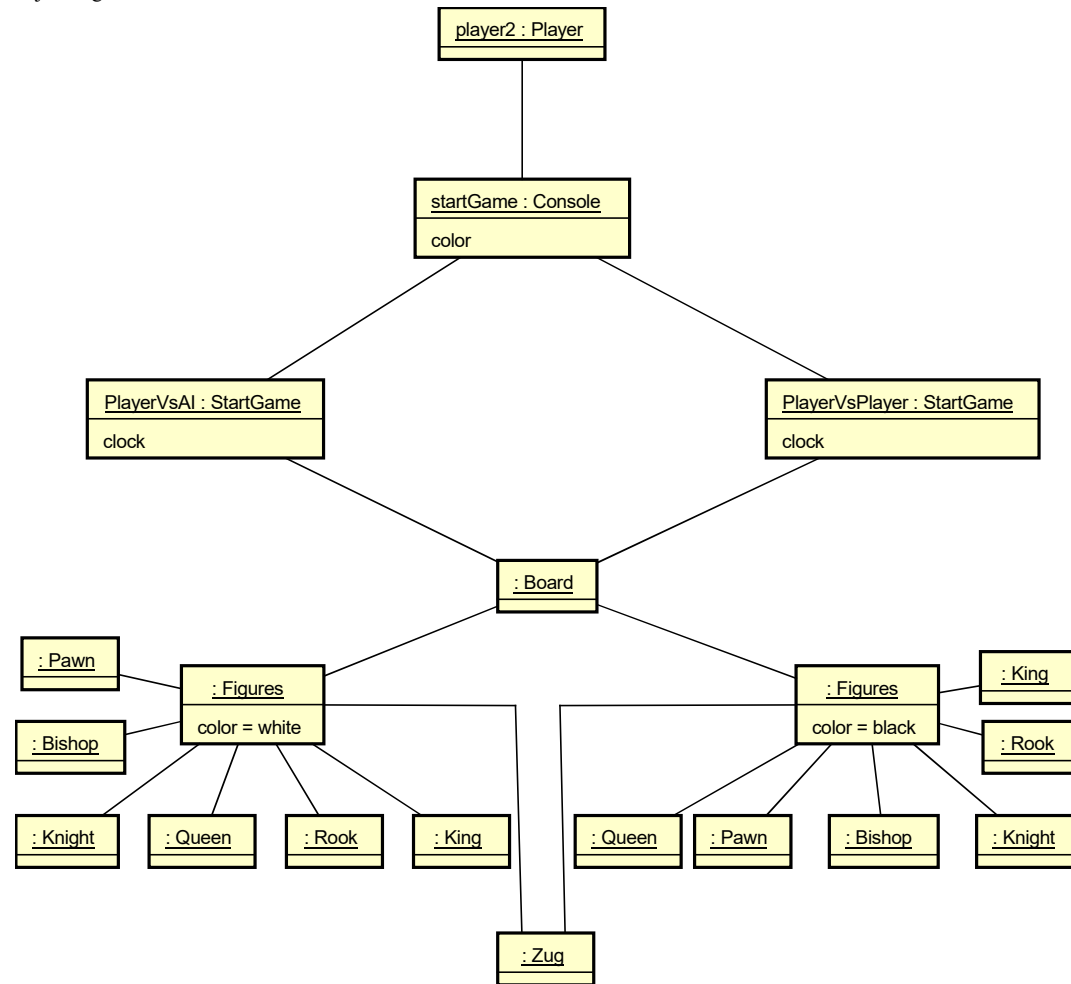 player2 : Player
startGame : Console
color
PlayerVsAI : StartGame
clock
PlayerVsPlayer : StartGame
clock
: Board
: Pawn
: Figures
color = white
: Bishop
: Knight
: Queen
: Rook
: King
: Figures
color = black
: King
: Rook
: Queen
: Pawn
: Bishop
: Knight
: Zug